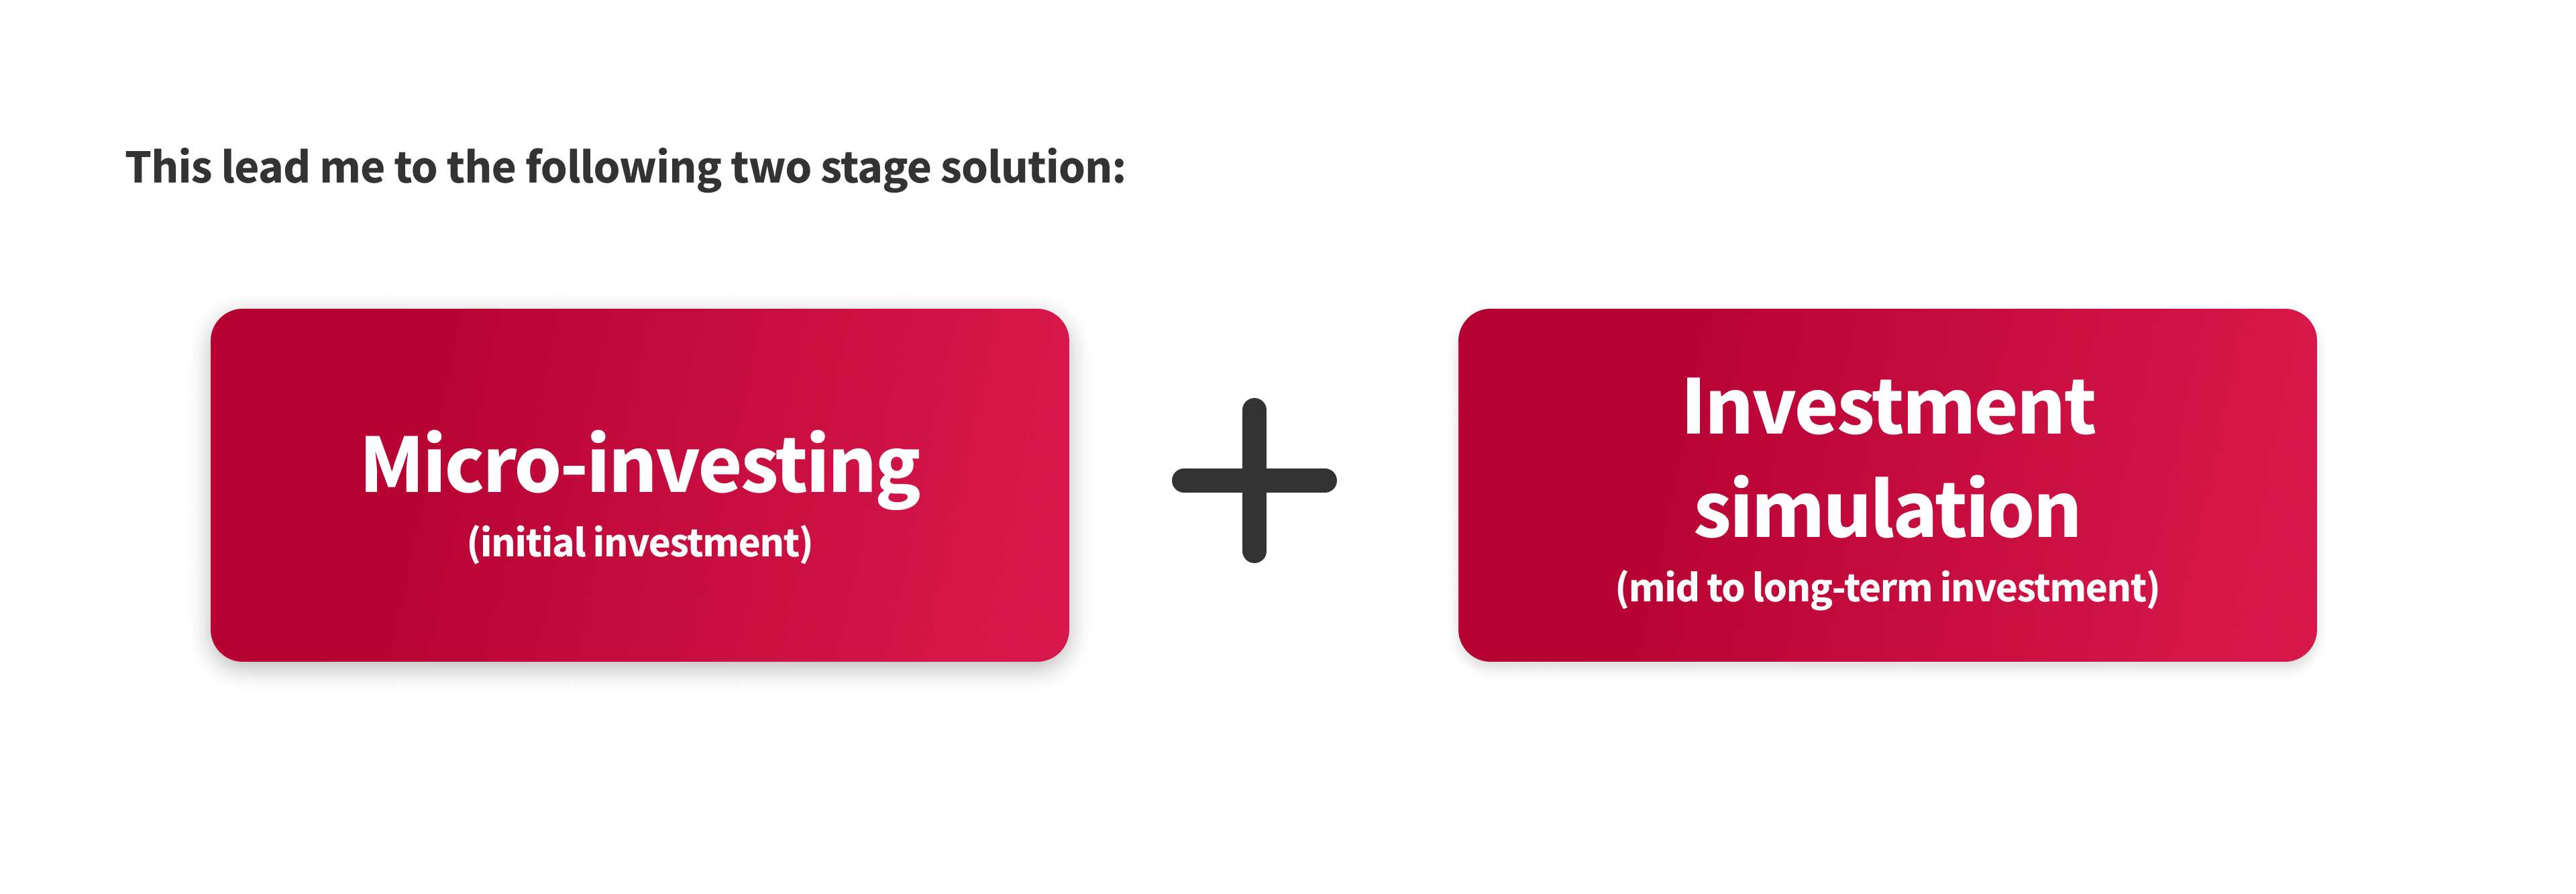 This lead me to the following two stage solution:
Micro-investing
(initial investment)
Investment
simulation
(mid to long-term investment)